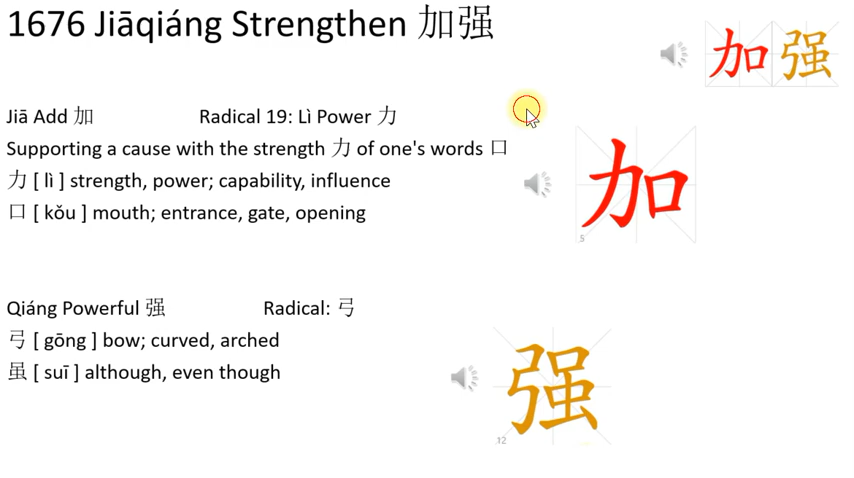 1676 Jiāqiáng Strengthen 加强
加强
Jiā Add 加 Radical 19: Lì Power 力
Supporting a cause with the strength 力 of one's words 口
力 [ lì ] strength, power; capability, influence
口 [ kǒu ] mouth; entrance, gate, opening
加
5
Qiáng Powerful 强 Radical: 弓
弓 [ gōng ] bow; curved, arched
虽 [ suī ] although, even though
强
12